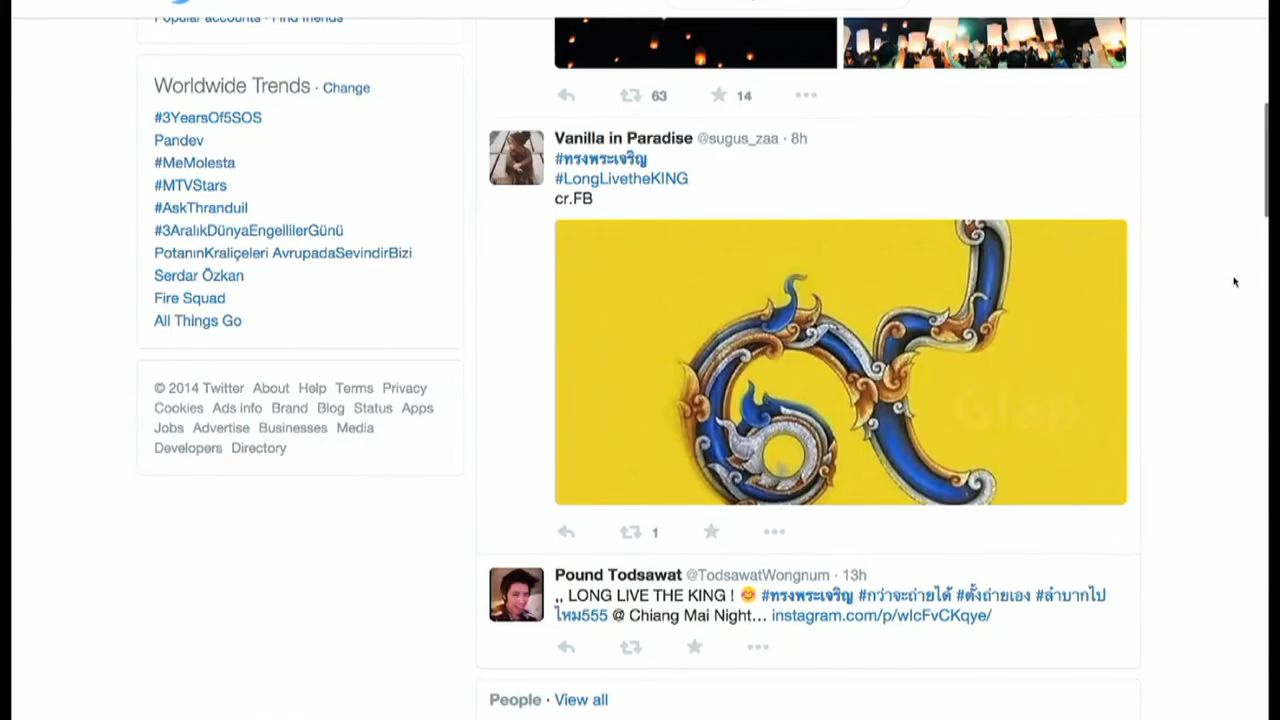 Popular accounts · Find friends
Worldwide Trends · Change
#3YearsOf5SOS
Pandev
#MeMolesta
#MTVStars
#AskThranduil
#3AralıkDünyaEngellilerGünü
PotanınKraliçeleri AvrupadaSevindirBizi
Serdar Özkan
Fire Squad
All Things Go
© 2014 Twitter About Help Terms Privacy
Cookies Ads info Brand Blog Status Apps
Jobs Advertise Businesses Media
Developers Directory
63 14
Vanilla in Paradise @sugus_zaa · 8h
#ทรงพระเจริญ
#LongLivetheKING
cr.FB
๙
1
Pound Todsawat @TodsawatWongnum · 13h
,, LONG LIVE THE KING ! 😊 #ทรงพระเจริญ #กว่าจะถ่ายได้ #ตั้งถ่ายเอง #ลำบากไป
ไหม555 @ Chiang Mai Night... instagram.com/p/wlcFvCKqye/
People · View all